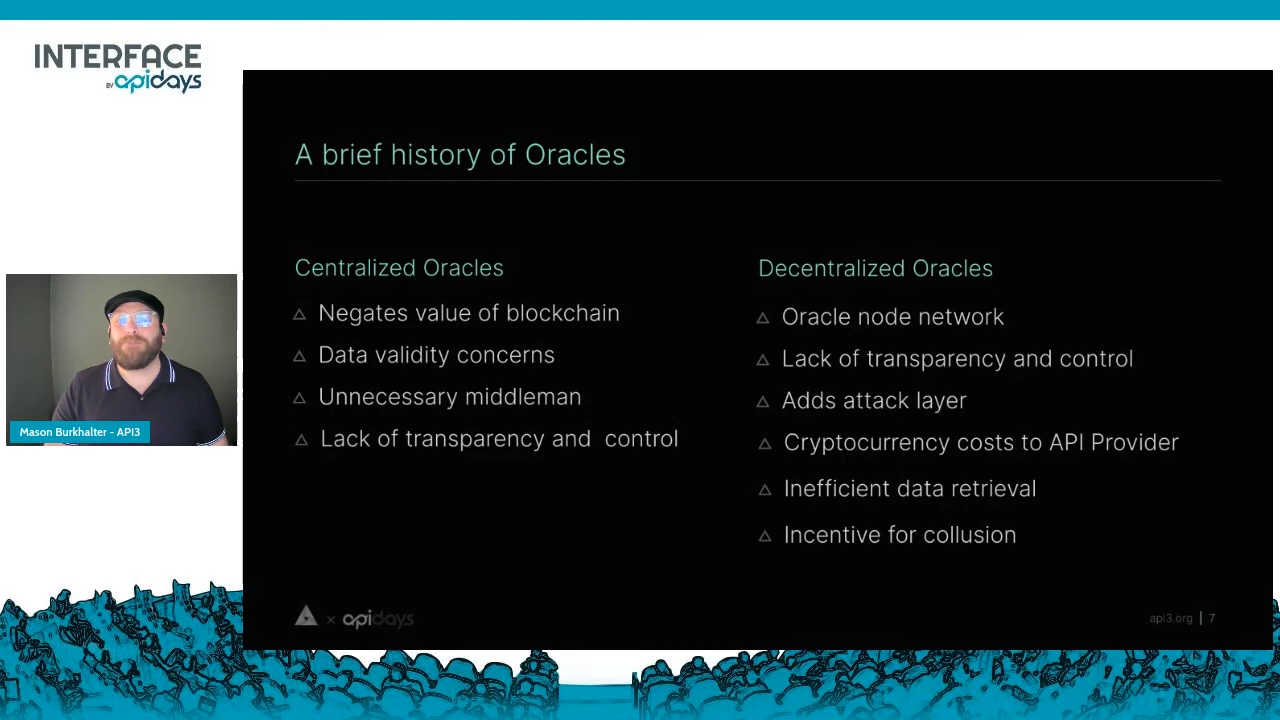 INTERFACE
BY apidays
A brief history of Oracles
Centralized Oracles
Negates value of blockchain
Data validity concerns
Unnecessary middleman
Lack of transparency and control
Decentralized Oracles
Oracle node network
Lack of transparency and control
Adds attack layer
Cryptocurrency costs to API Provider
Inefficient data retrieval
Incentive for collusion
Mason Burkhalter - API3
× apidays
api3.org | 7